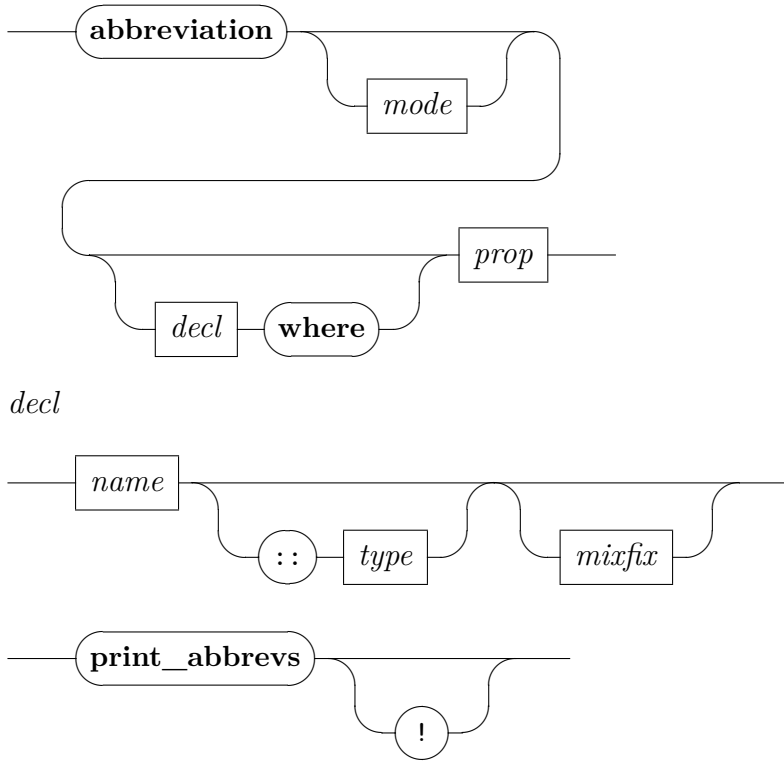 abbreviation
mode
prop
decl where
decl
name
:: type mixfix
print_abbrevs
!